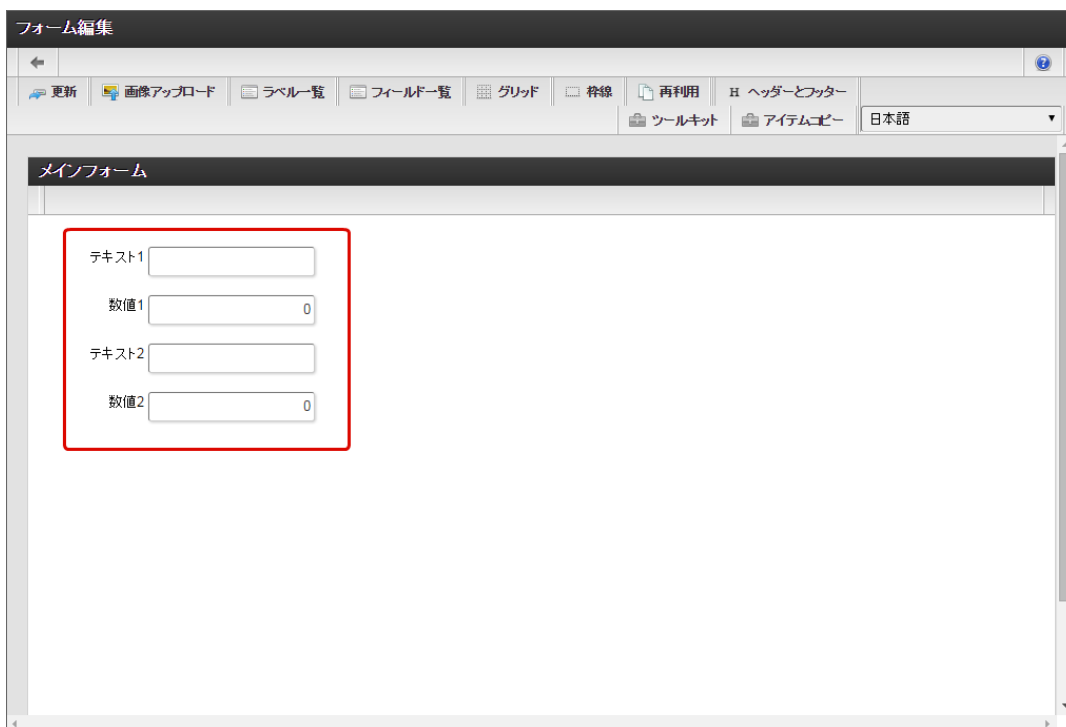 フォーム編集
更新 画像アップロード ラベル一覧 フィールド一覧 グリッド 枠線 再利用 H ヘッダーとフッター
ツールキット アイテムコピー 日本語
メインフォーム
テキスト1
数値1 0
テキスト2
数値2 0